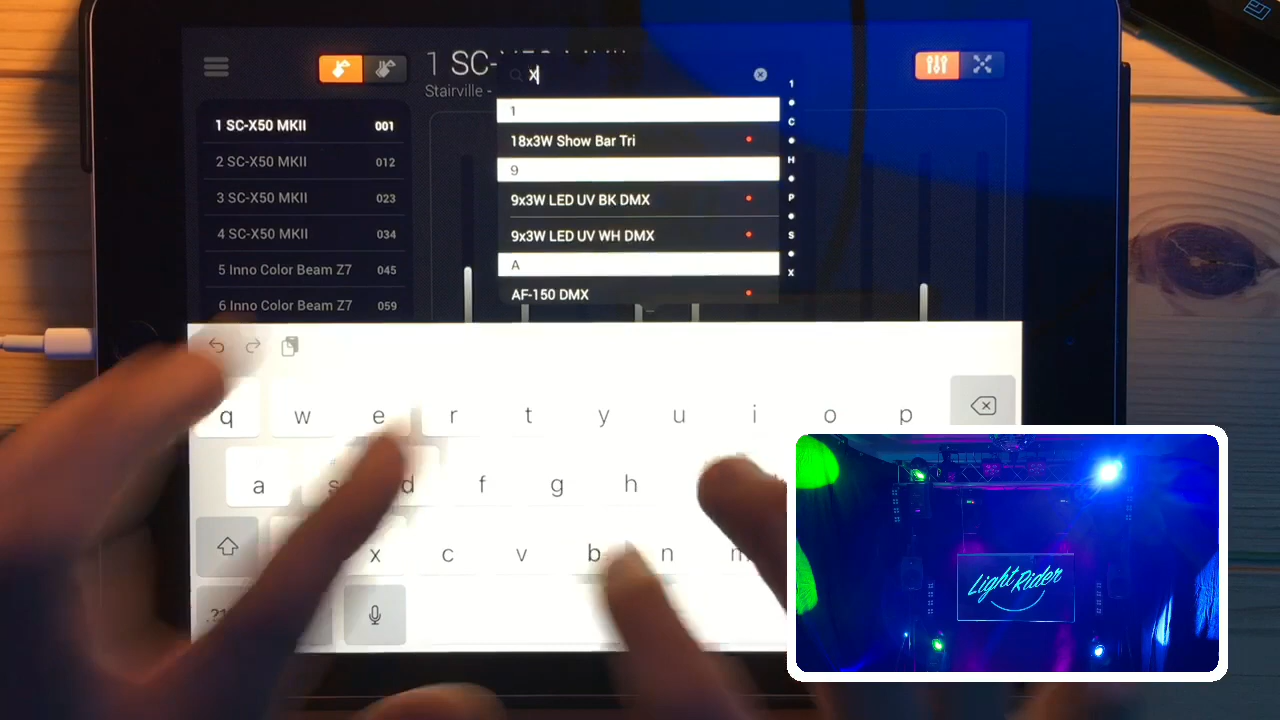 1 SC-
Stairville -
x
1
18x3W Show Bar Tri
9
9x3W LED UV BK DMX
9x3W LED UV WH DMX
A
AF-150 DMX
1
C
H
P
S
X
1 SC-X50 MKII 001
2 SC-X50 MKII 012
3 SC-X50 MKII 023
4 SC-X50 MKII 034
5 Inno Color Beam Z7 045
6 Inno Color Beam Z7 059
q w e r t y u i o p
a s d f g h
x c v b n m
.?1
Light Rider